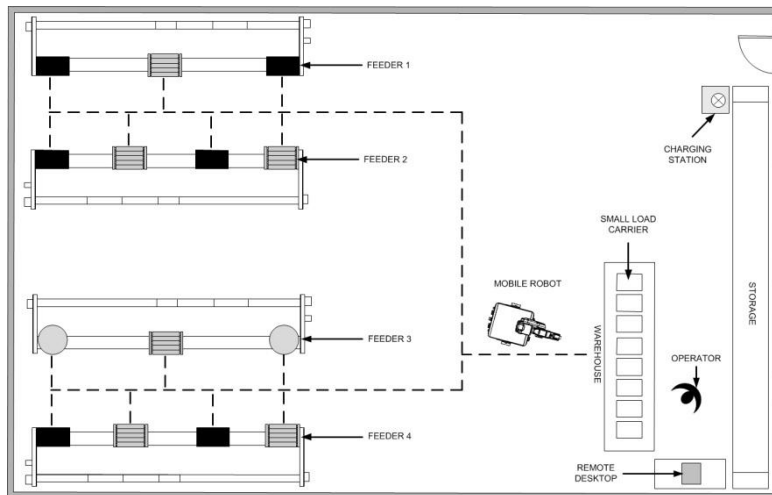 FEEDER 1
FEEDER 2
FEEDER 3
FEEDER 4
CHARGING
STATION
SMALL LOAD
CARRIER
MOBILE ROBOT
WAREHOUSE
STORAGE
OPERATOR
REMOTE
DESKTOP